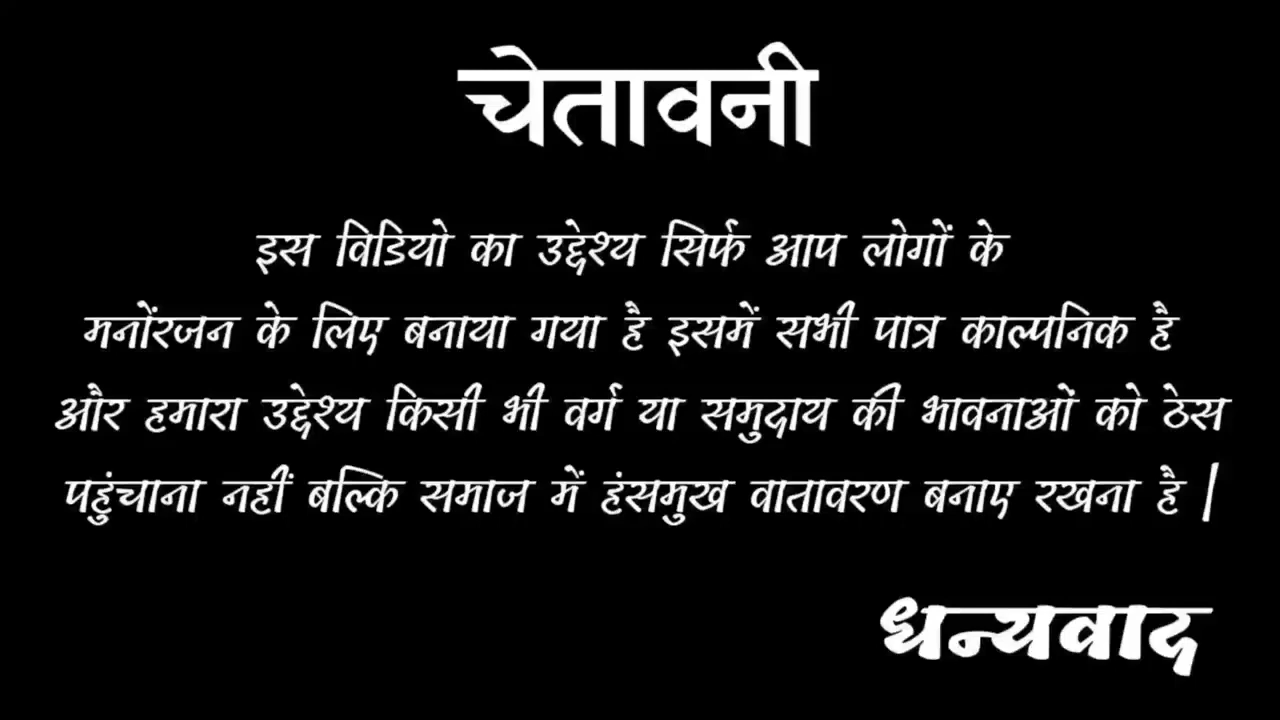 चेतावनी
इस विडियो का उद्देश्य सिर्फ आप लोगों के
मनोंरजन के लिए बनाया गया है इसमें सभी पात्र काल्पनिक है
और हमारा उद्देश्य किसी भी वर्ग या समुदाय की भावनाओं को ठेस
पहुंचाना नहीं बल्कि समाज में हंसमुख वातावरण बनाए रखना है |
धन्यवाद